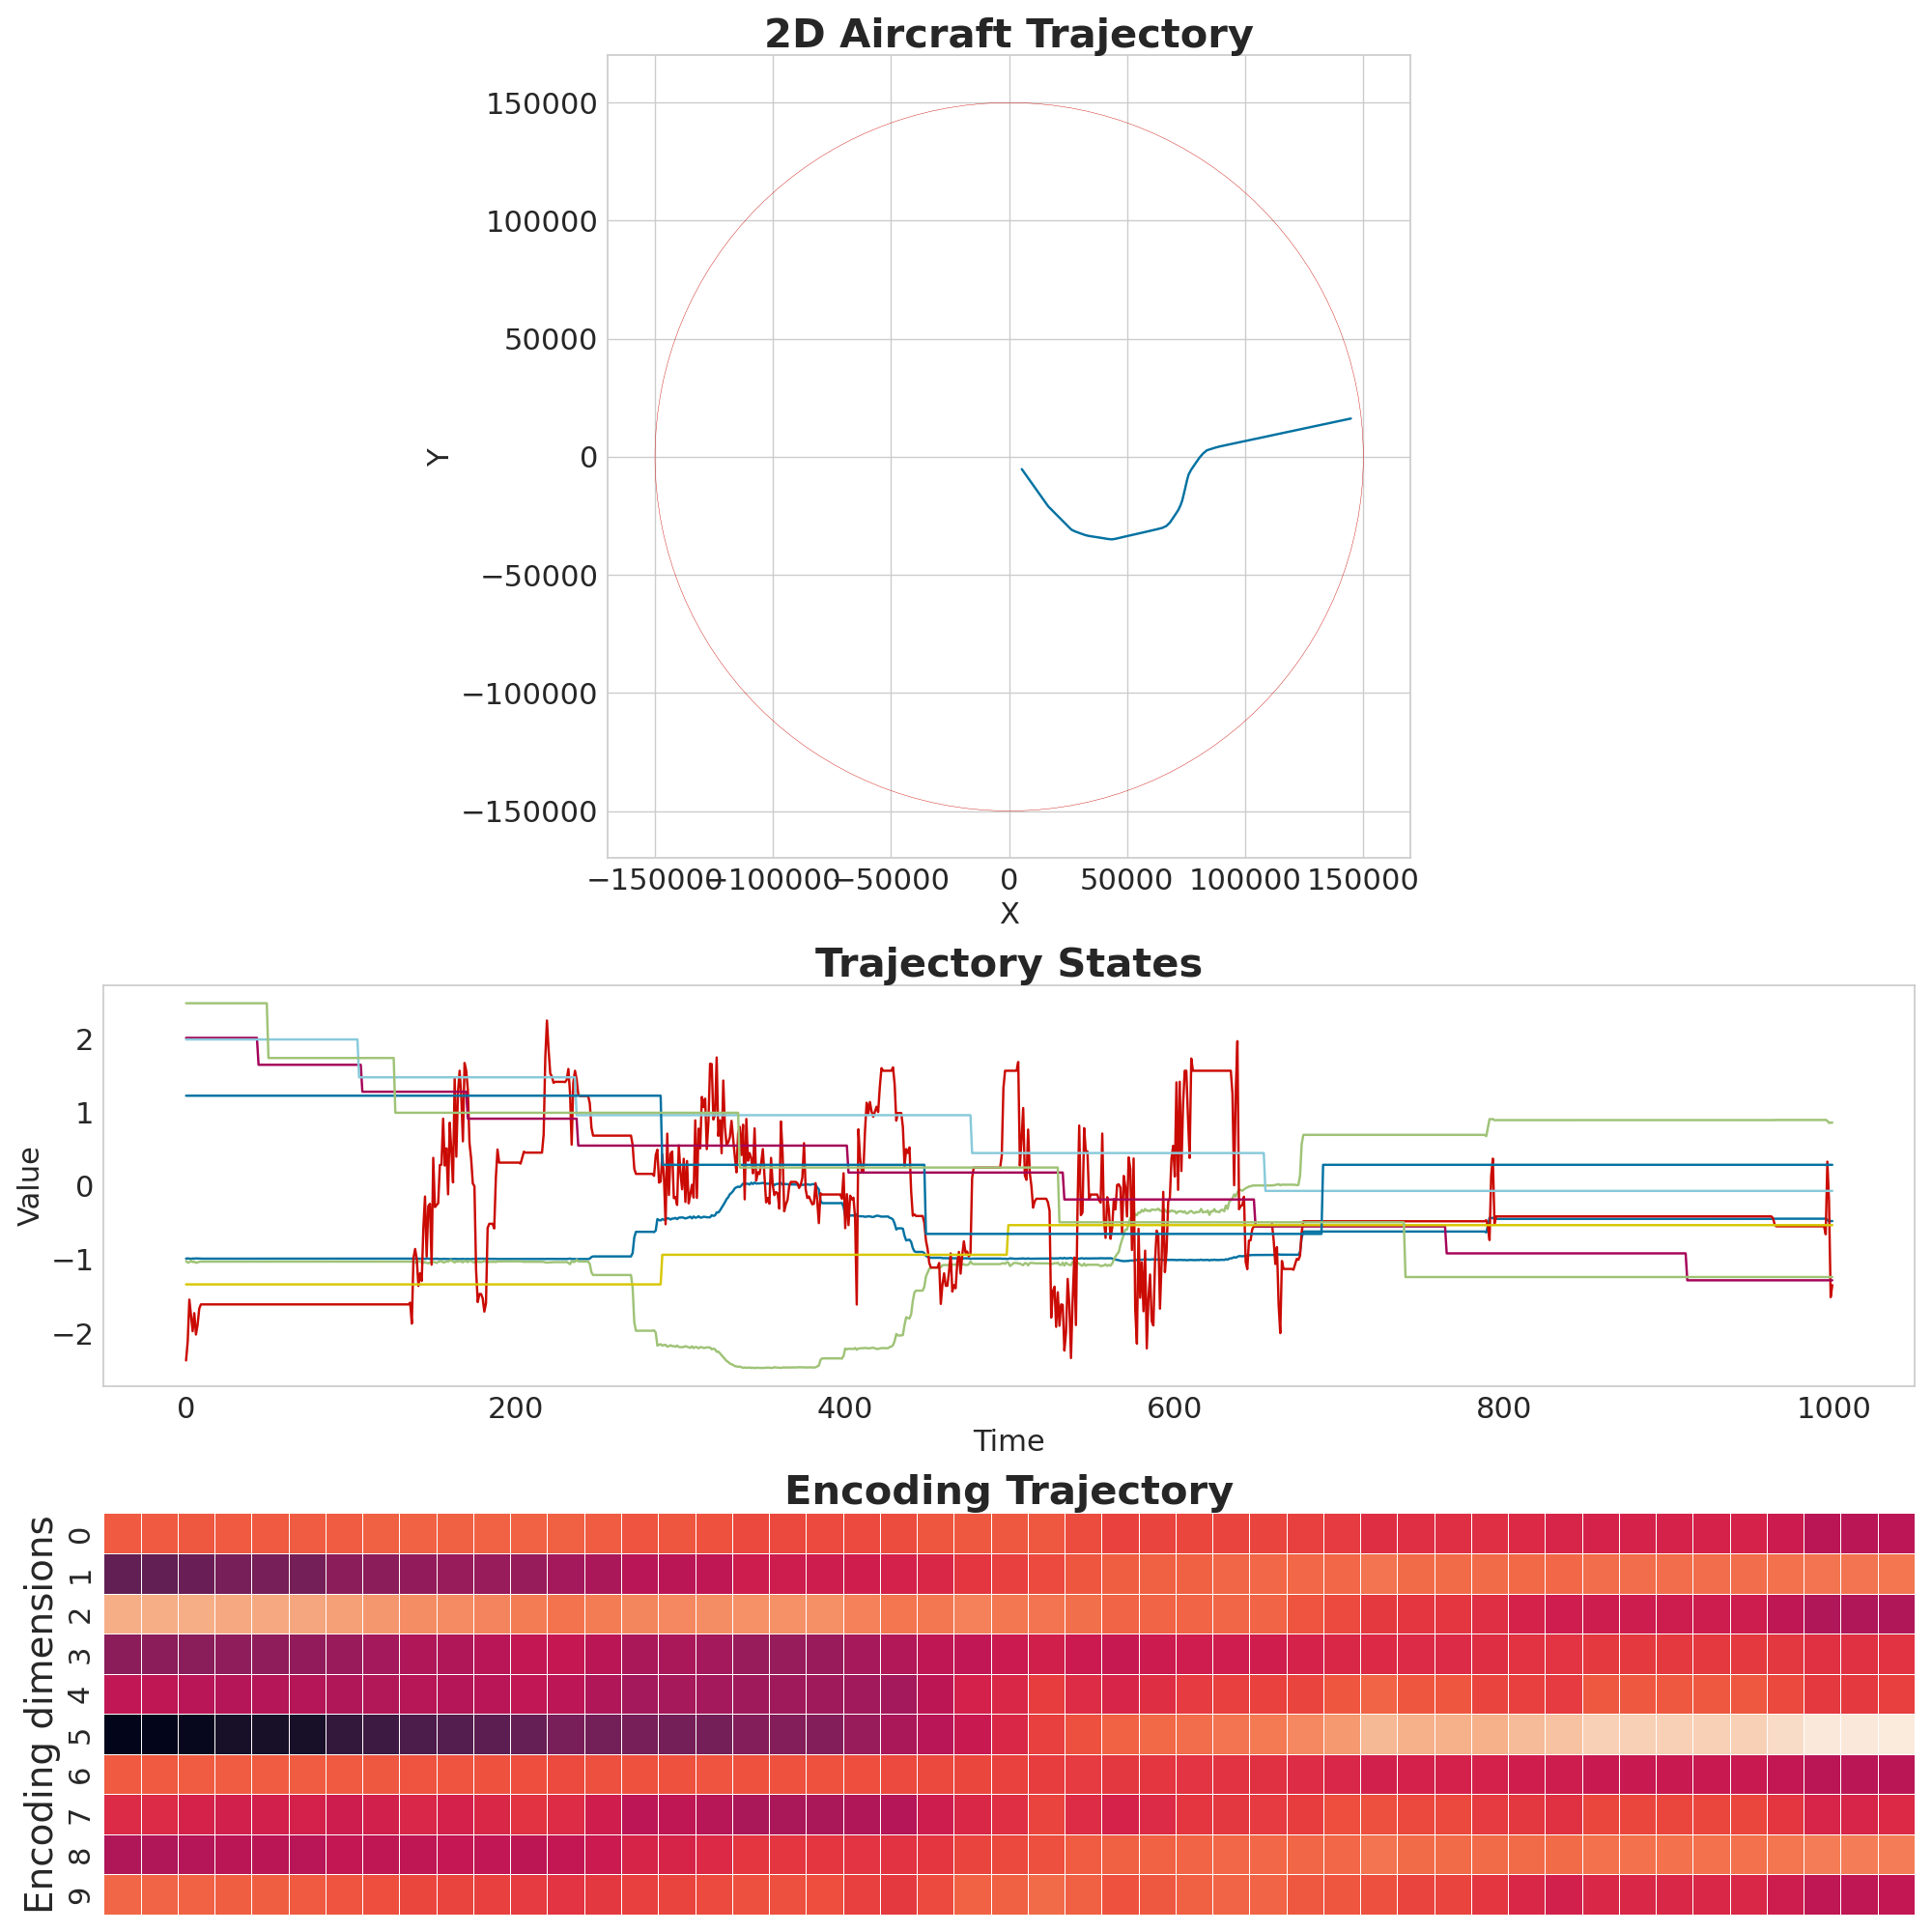 2D Aircraft Trajectory
150000
100000
50000
0
−50000
−100000
−150000
Y
−150000 −100000 −50000 0 50000 100000 150000
X
Trajectory States
2
1
0
−1
−2
Value
0 200 400 600 800 1000
Time
Encoding Trajectory
Encoding dimensions
0
1
2
3
4
5
6
7
8
9